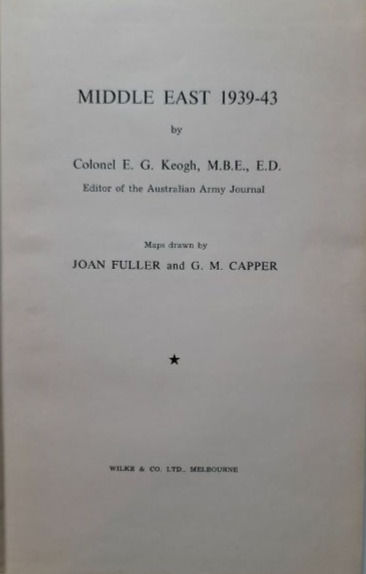 MIDDLE EAST 1939-43
by
Colonel E. G. Keogh, M.B.E., E.D.
Editor of the Australian Army Journal
Maps drawn by
JOAN FULLER and G. M. CAPPER
★
WILKE & CO. LTD., MELBOURNE